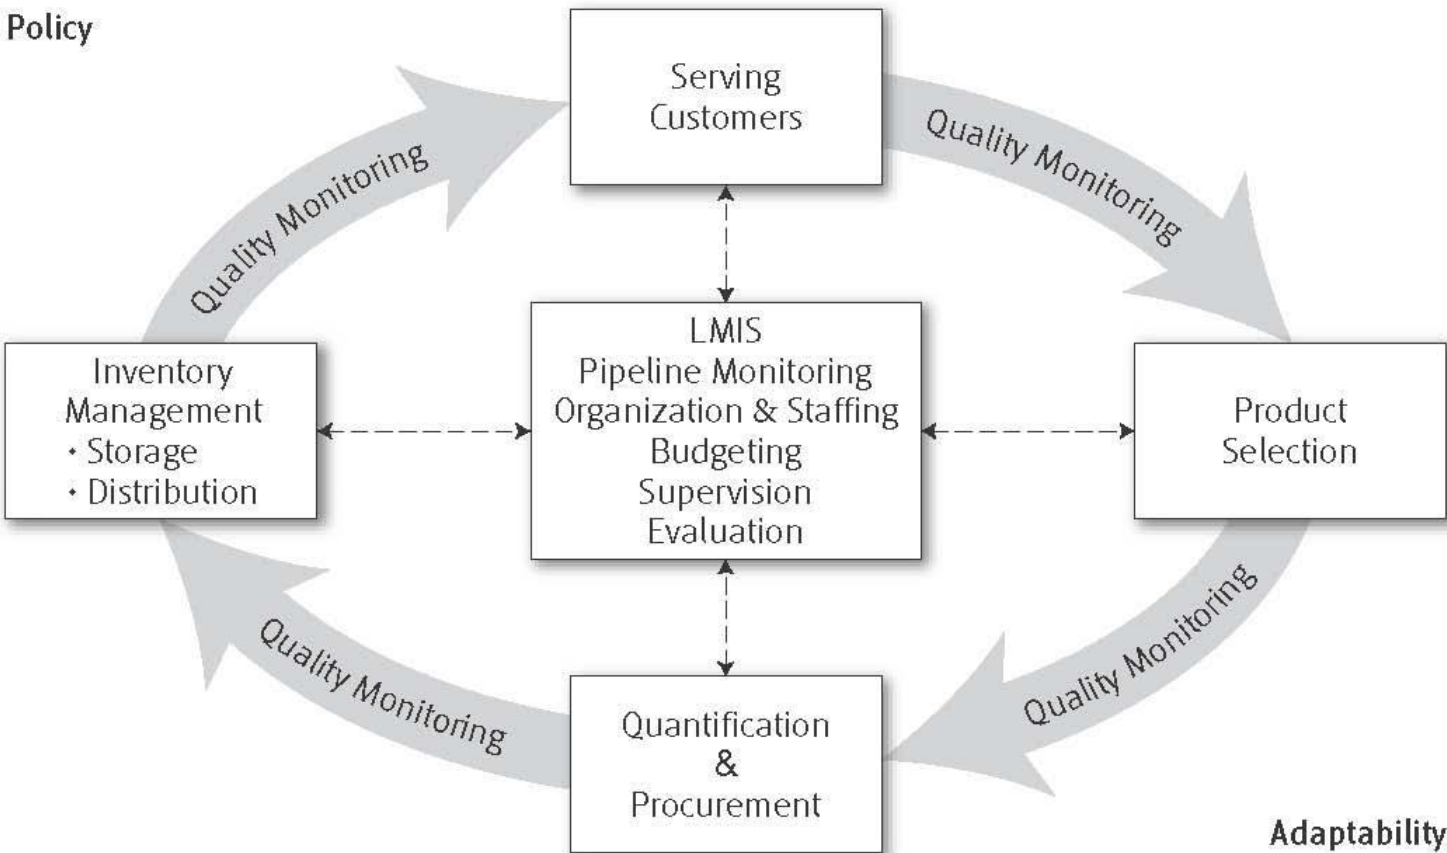 Policy
Serving
Customers
Quality Monitoring
Quality Monitoring
LMIS
Pipeline Monitoring
Organization & Staffing
Budgeting
Supervision
Evaluation
Inventory
Management
• Storage
• Distribution
Product
Selection
Quality Monitoring
Quality Monitoring
Quantification
&
Procurement
Adaptability